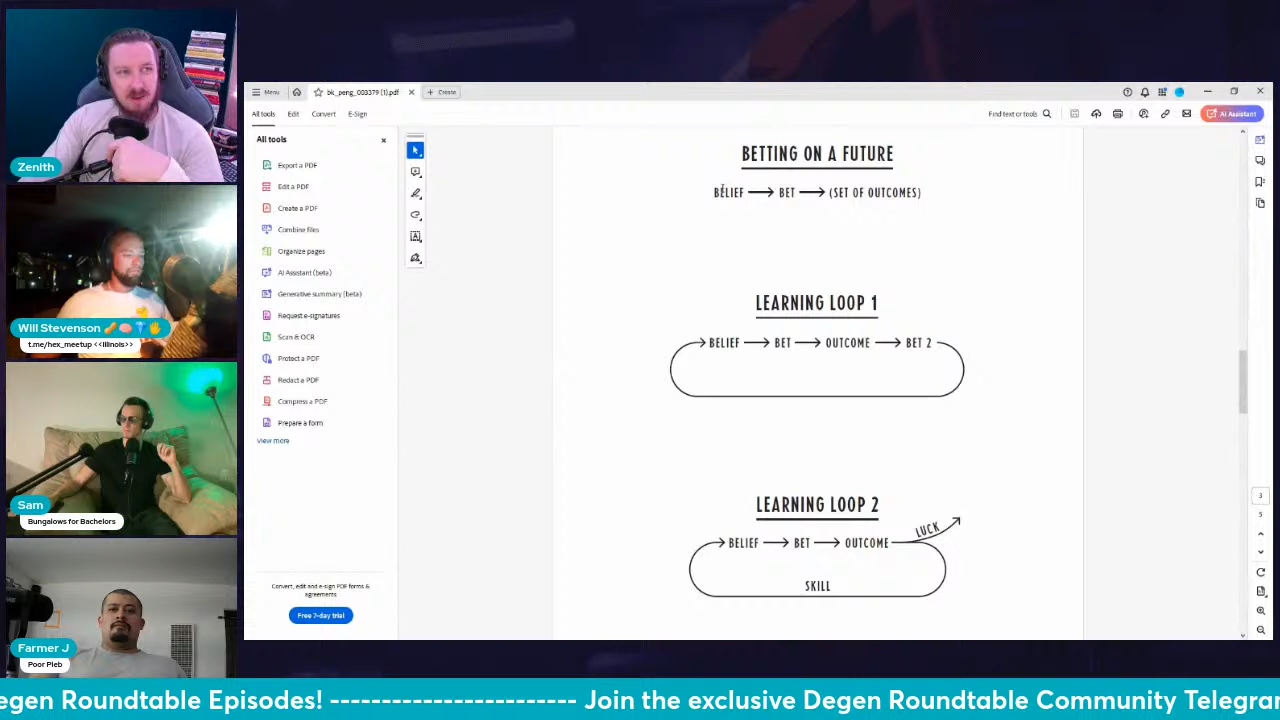 Zenith
Will Stevenson 🥜🧠💎🖐
t.me/hex_meetup <<Illinois>>
Sam
Bungalows for Bachelors
Farmer J
Poor Pleb
Menu
bk_peng_003379 (1).pdf
Create
All tools Edit Convert E-Sign
Find text or tools
AI Assistant
All tools
Export a PDF
Edit a PDF
Create a PDF
Combine files
Organize pages
AI Assistant (beta)
Generative summary (beta)
Request e-signatures
Scan & OCR
Protect a PDF
Redact a PDF
Compress a PDF
Prepare a form
View more
Convert, edit and e-sign PDF forms &
agreements
Free 7-day trial
BETTING ON A FUTURE
BELIEF → BET → (SET OF OUTCOMES)
LEARNING LOOP 1
BELIEF → BET → OUTCOME → BET 2
LEARNING LOOP 2
BELIEF → BET → OUTCOME
LUCK
SKILL
3
5
egen Roundtable Episodes! ----------------------- Join the exclusive Degen Roundtable Community Telegra